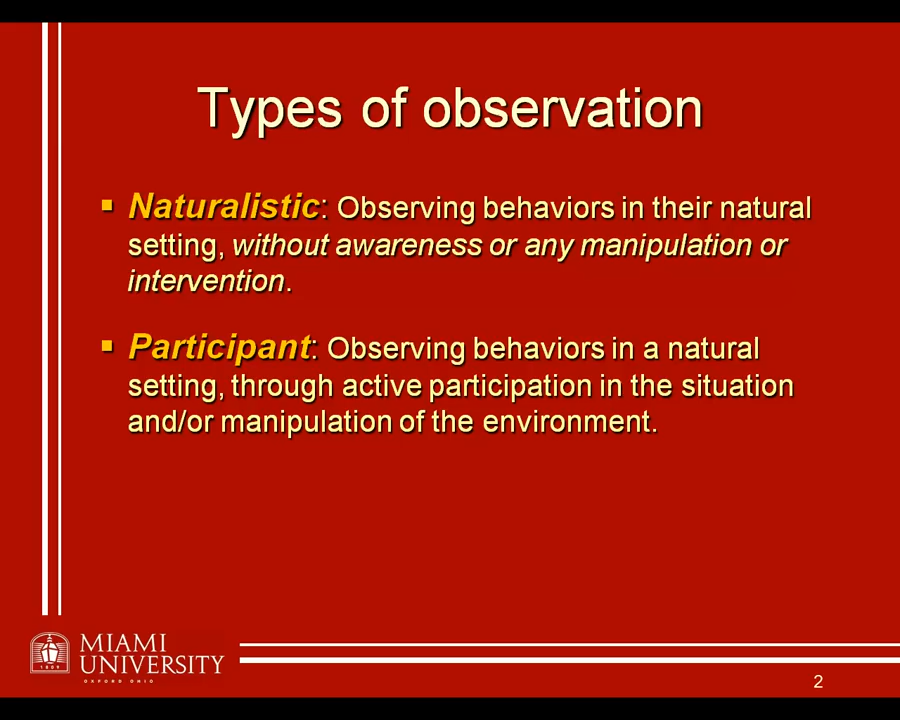 Types of observation
▪ Naturalistic: Observing behaviors in their natural
setting, without awareness or any manipulation or
intervention.
▪ Participant: Observing behaviors in a natural
setting, through active participation in the situation
and/or manipulation of the environment.
1809
MIAMI
UNIVERSITY
OXFORD OHIO
2